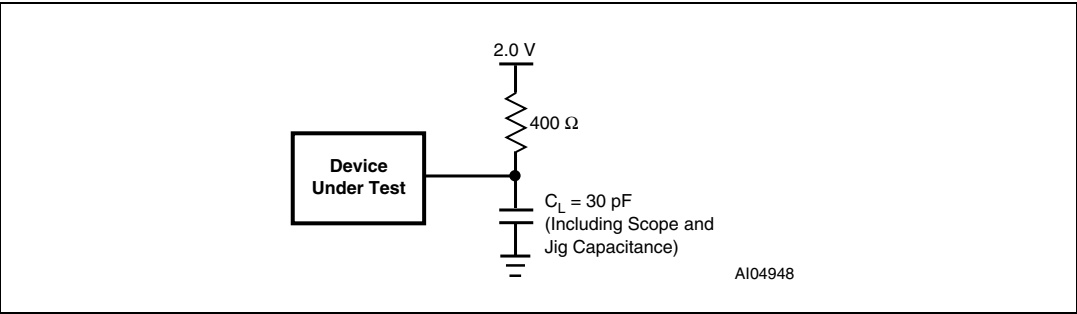 2.0 V
400 Ω
Device
Under Test
C_L = 30 pF
(Including Scope and
Jig Capacitance)
AI04948